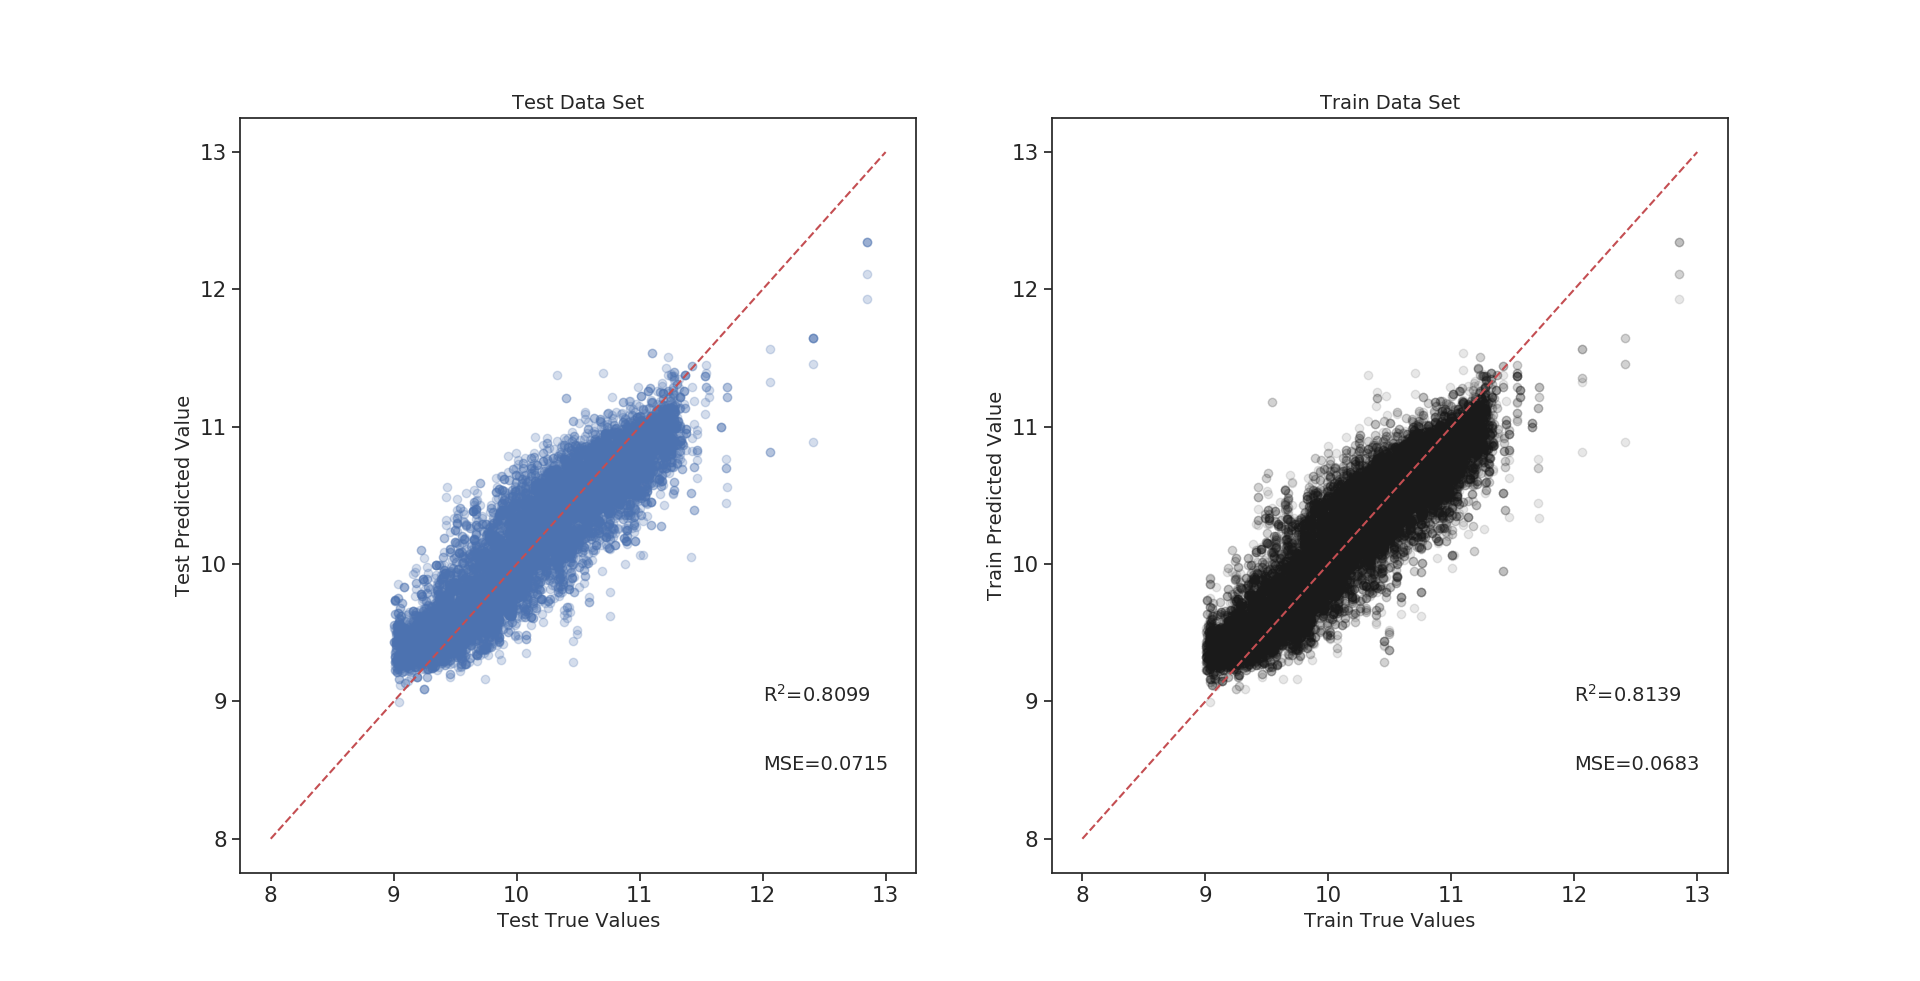 Test Data Set
13
12
11
10
9
8
Test Predicted Value
R²=0.8099
MSE=0.0715
8 9 10 11 12 13
Test True Values
Train Data Set
13
12
11
10
9
8
Train Predicted Value
R²=0.8139
MSE=0.0683
8 9 10 11 12 13
Train True Values